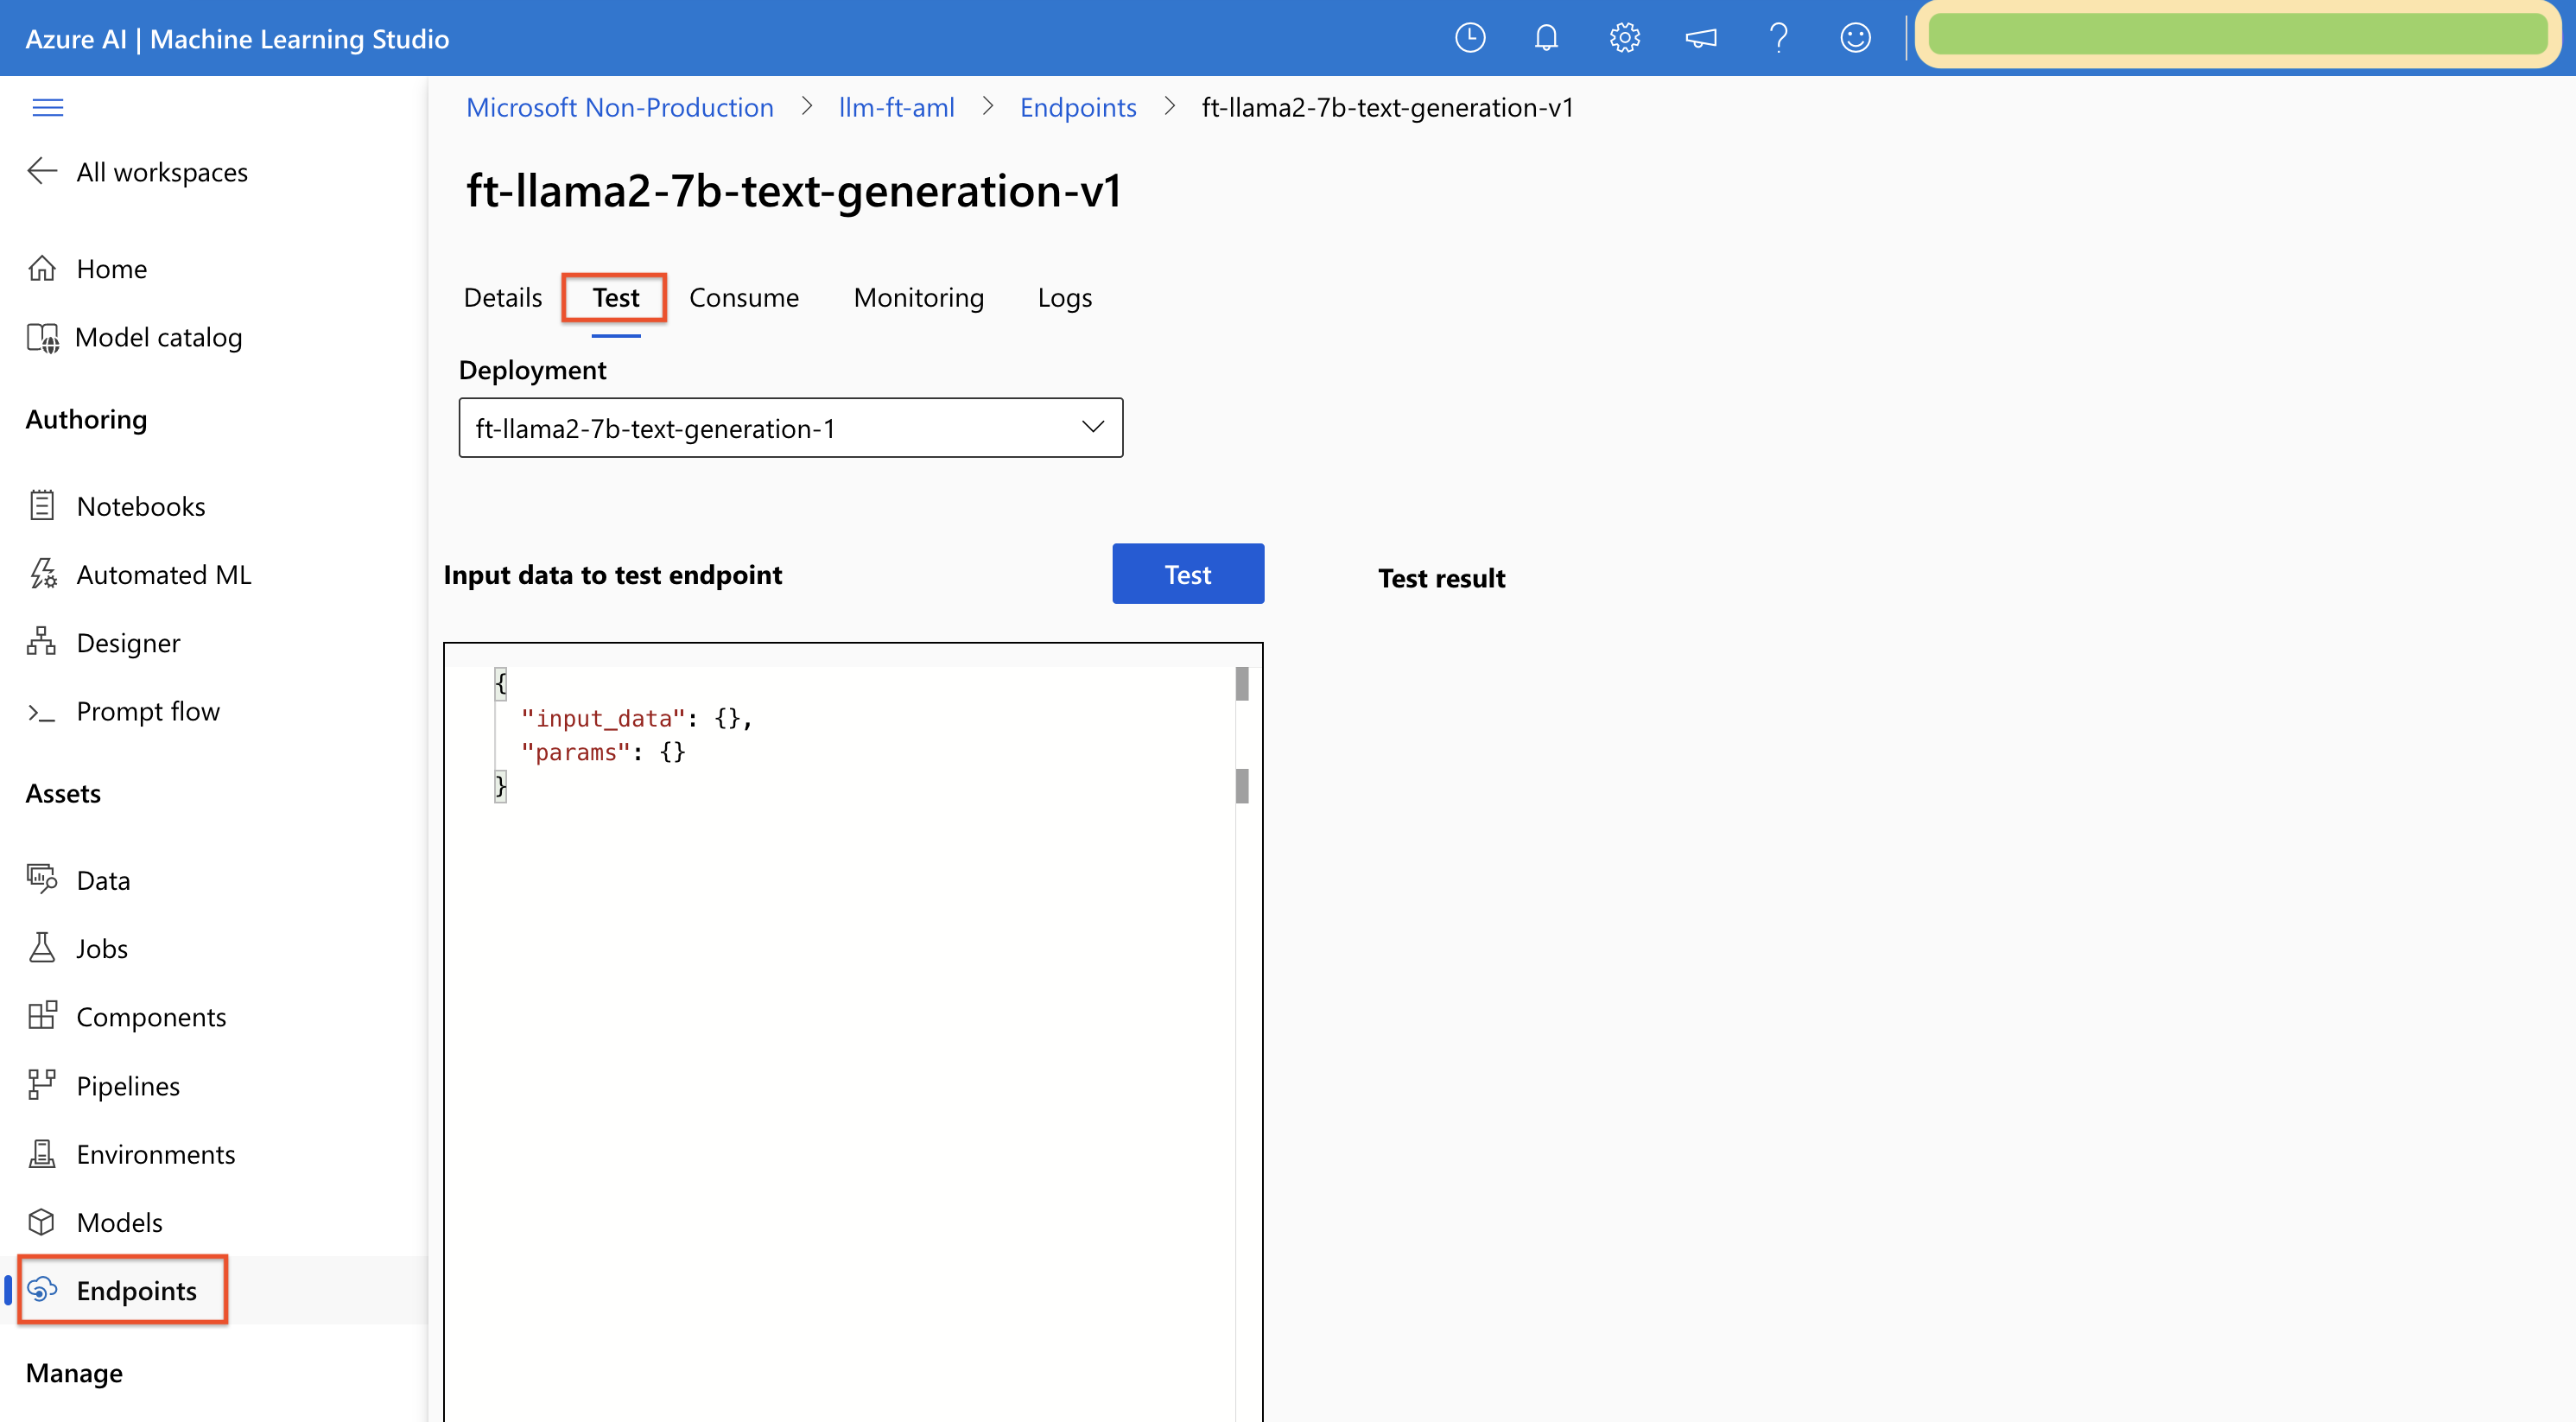 Azure AI | Machine Learning Studio
All workspaces
Home
Model catalog
Authoring
Notebooks
Automated ML
Designer
Prompt flow
Assets
Data
Jobs
Components
Pipelines
Environments
Models
Endpoints
Manage
Microsoft Non-Production > llm-ft-aml > Endpoints > ft-llama2-7b-text-generation-v1
ft-llama2-7b-text-generation-v1
Details Test Consume Monitoring Logs
Deployment
ft-llama2-7b-text-generation-1
Input data to test endpoint
Test
Test result
{
"input_data": {},
"params": {}
}